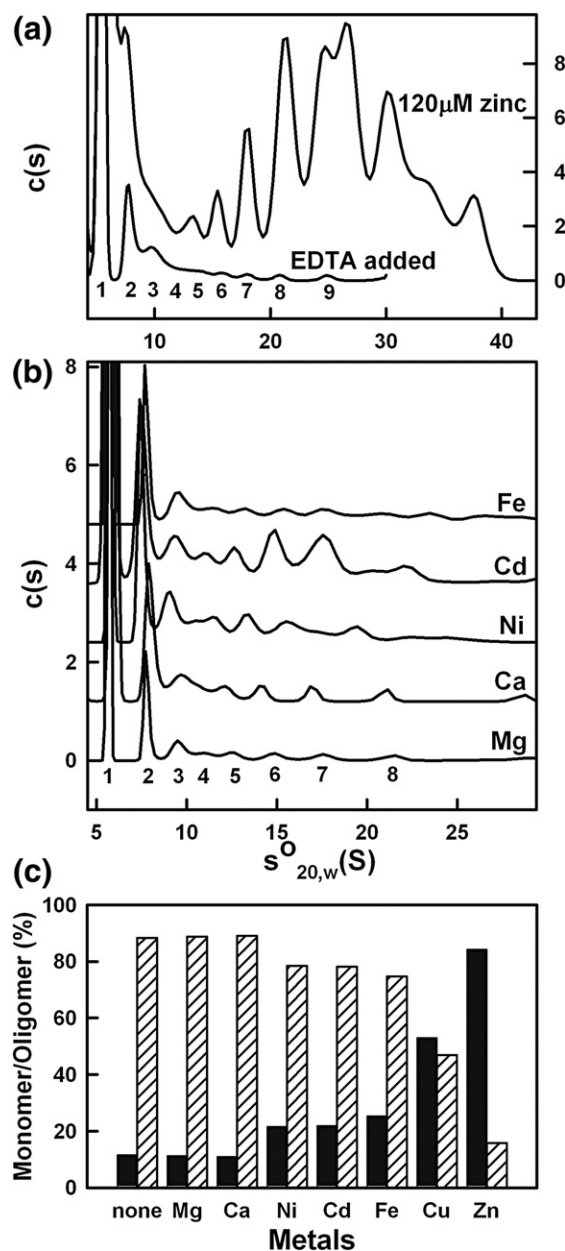 (a)
c(s)
120μM zinc
EDTA added
8
6
4
2
0
1 2 3 4 5 6 7 8 9
10 20 30 40
(b)
c(s)
8
6
4
2
0
Fe
Cd
Ni
Ca
Mg
1 2 3 4 5 6 7 8
5 10 15 20 25
s°20,w(S)
(c)
Monomer/Oligomer (%)
100
80
60
40
20
0
none Mg Ca Ni Cd Fe Cu Zn
Metals